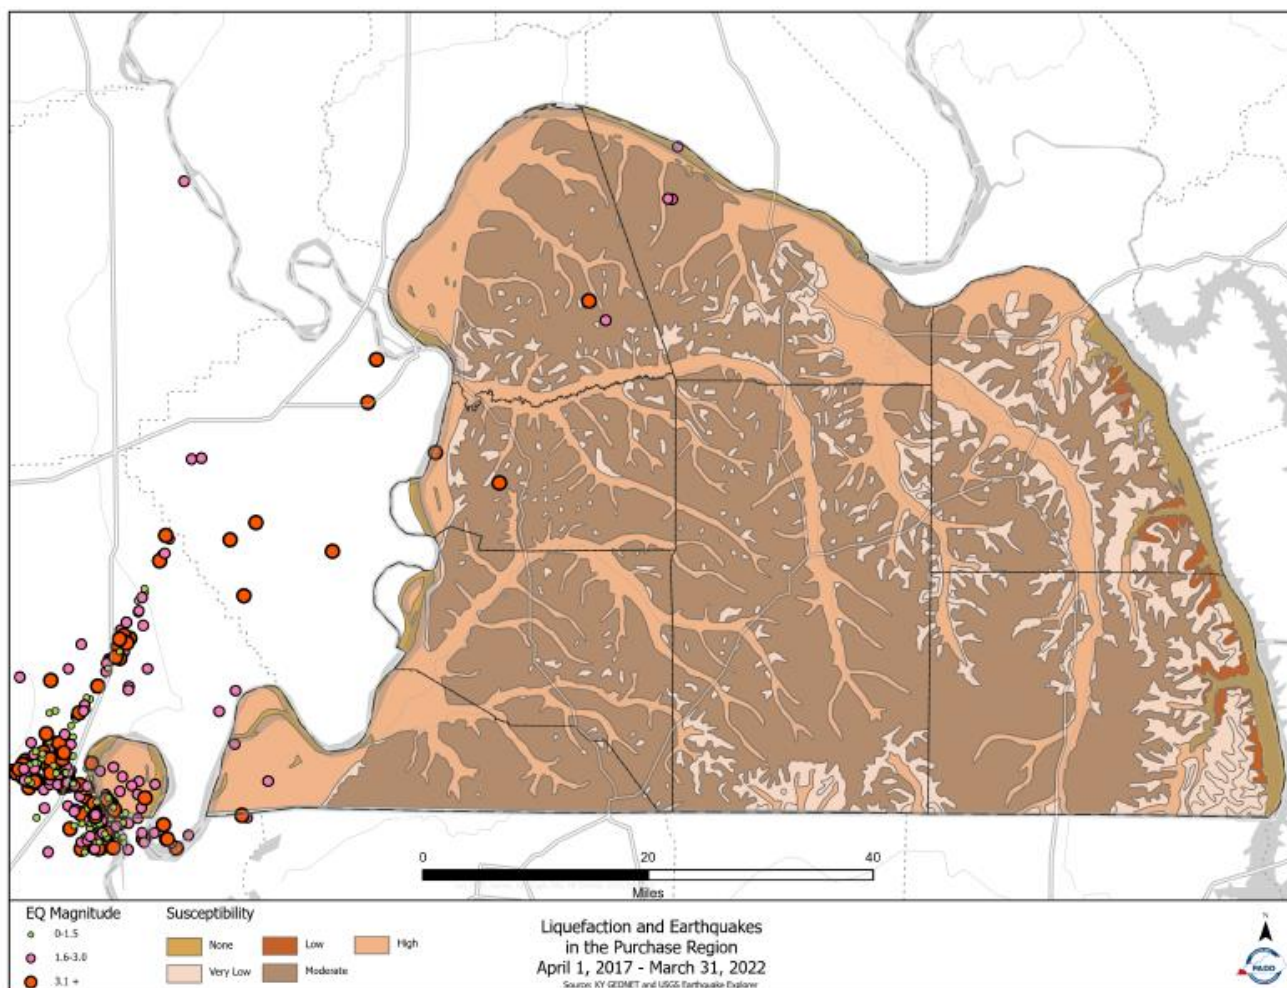 0
20
40
Miles
EQ Magnitude
0-1.5
1.6-3.0
3.1 +
Susceptibility
None
Low
High
Very Low
Moderate
Liquefaction and Earthquakes
in the Purchase Region
April 1, 2017 - March 31, 2022
Source: KY GEONET and USGS Earthquake Explorer
N
PADD